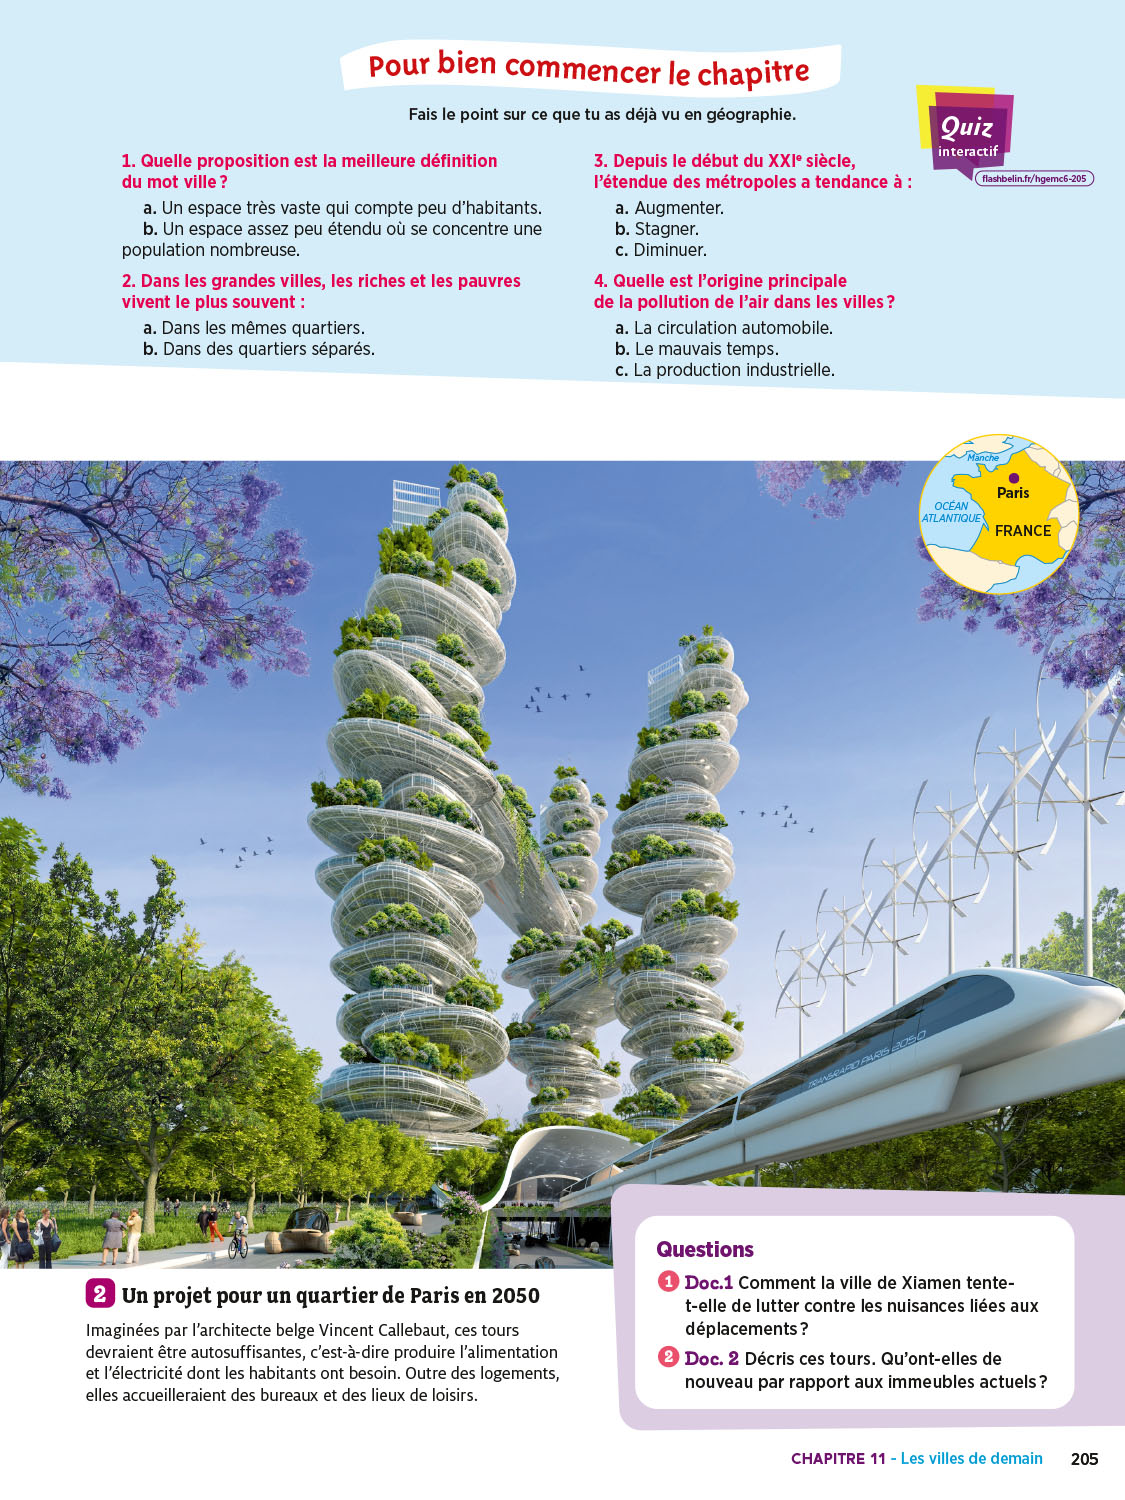 Pour bien commencer le chapitre
Fais le point sur ce que tu as déjà vu en géographie.
Quiz
interactif
flashbelin.fr/hgemc6-205
1. Quelle proposition est la meilleure définition
du mot ville ?
a. Un espace très vaste qui compte peu d’habitants.
b. Un espace assez peu étendu où se concentre une
population nombreuse.
2. Dans les grandes villes, les riches et les pauvres
vivent le plus souvent :
a. Dans les mêmes quartiers.
b. Dans des quartiers séparés.
3. Depuis le début du XXIe siècle,
l’étendue des métropoles a tendance à :
a. Augmenter.
b. Stagner.
c. Diminuer.
4. Quelle est l’origine principale
de la pollution de l’air dans les villes ?
a. La circulation automobile.
b. Le mauvais temps.
c. La production industrielle.
Manche
Paris
OCÉAN
ATLANTIQUE
FRANCE
TRANSRAPID PARIS 2050
2 Un projet pour un quartier de Paris en 2050
Imaginées par l’architecte belge Vincent Callebaut, ces tours
devraient être autosuffisantes, c’est-à-dire produire l’alimentation
et l’électricité dont les habitants ont besoin. Outre des logements,
elles accueilleraient des bureaux et des lieux de loisirs.
Questions
1 Doc.1 Comment la ville de Xiamen tente-
t-elle de lutter contre les nuisances liées aux
déplacements ?
2 Doc. 2 Décris ces tours. Qu’ont-elles de
nouveau par rapport aux immeubles actuels ?
CHAPITRE 11 - Les villes de demain 205